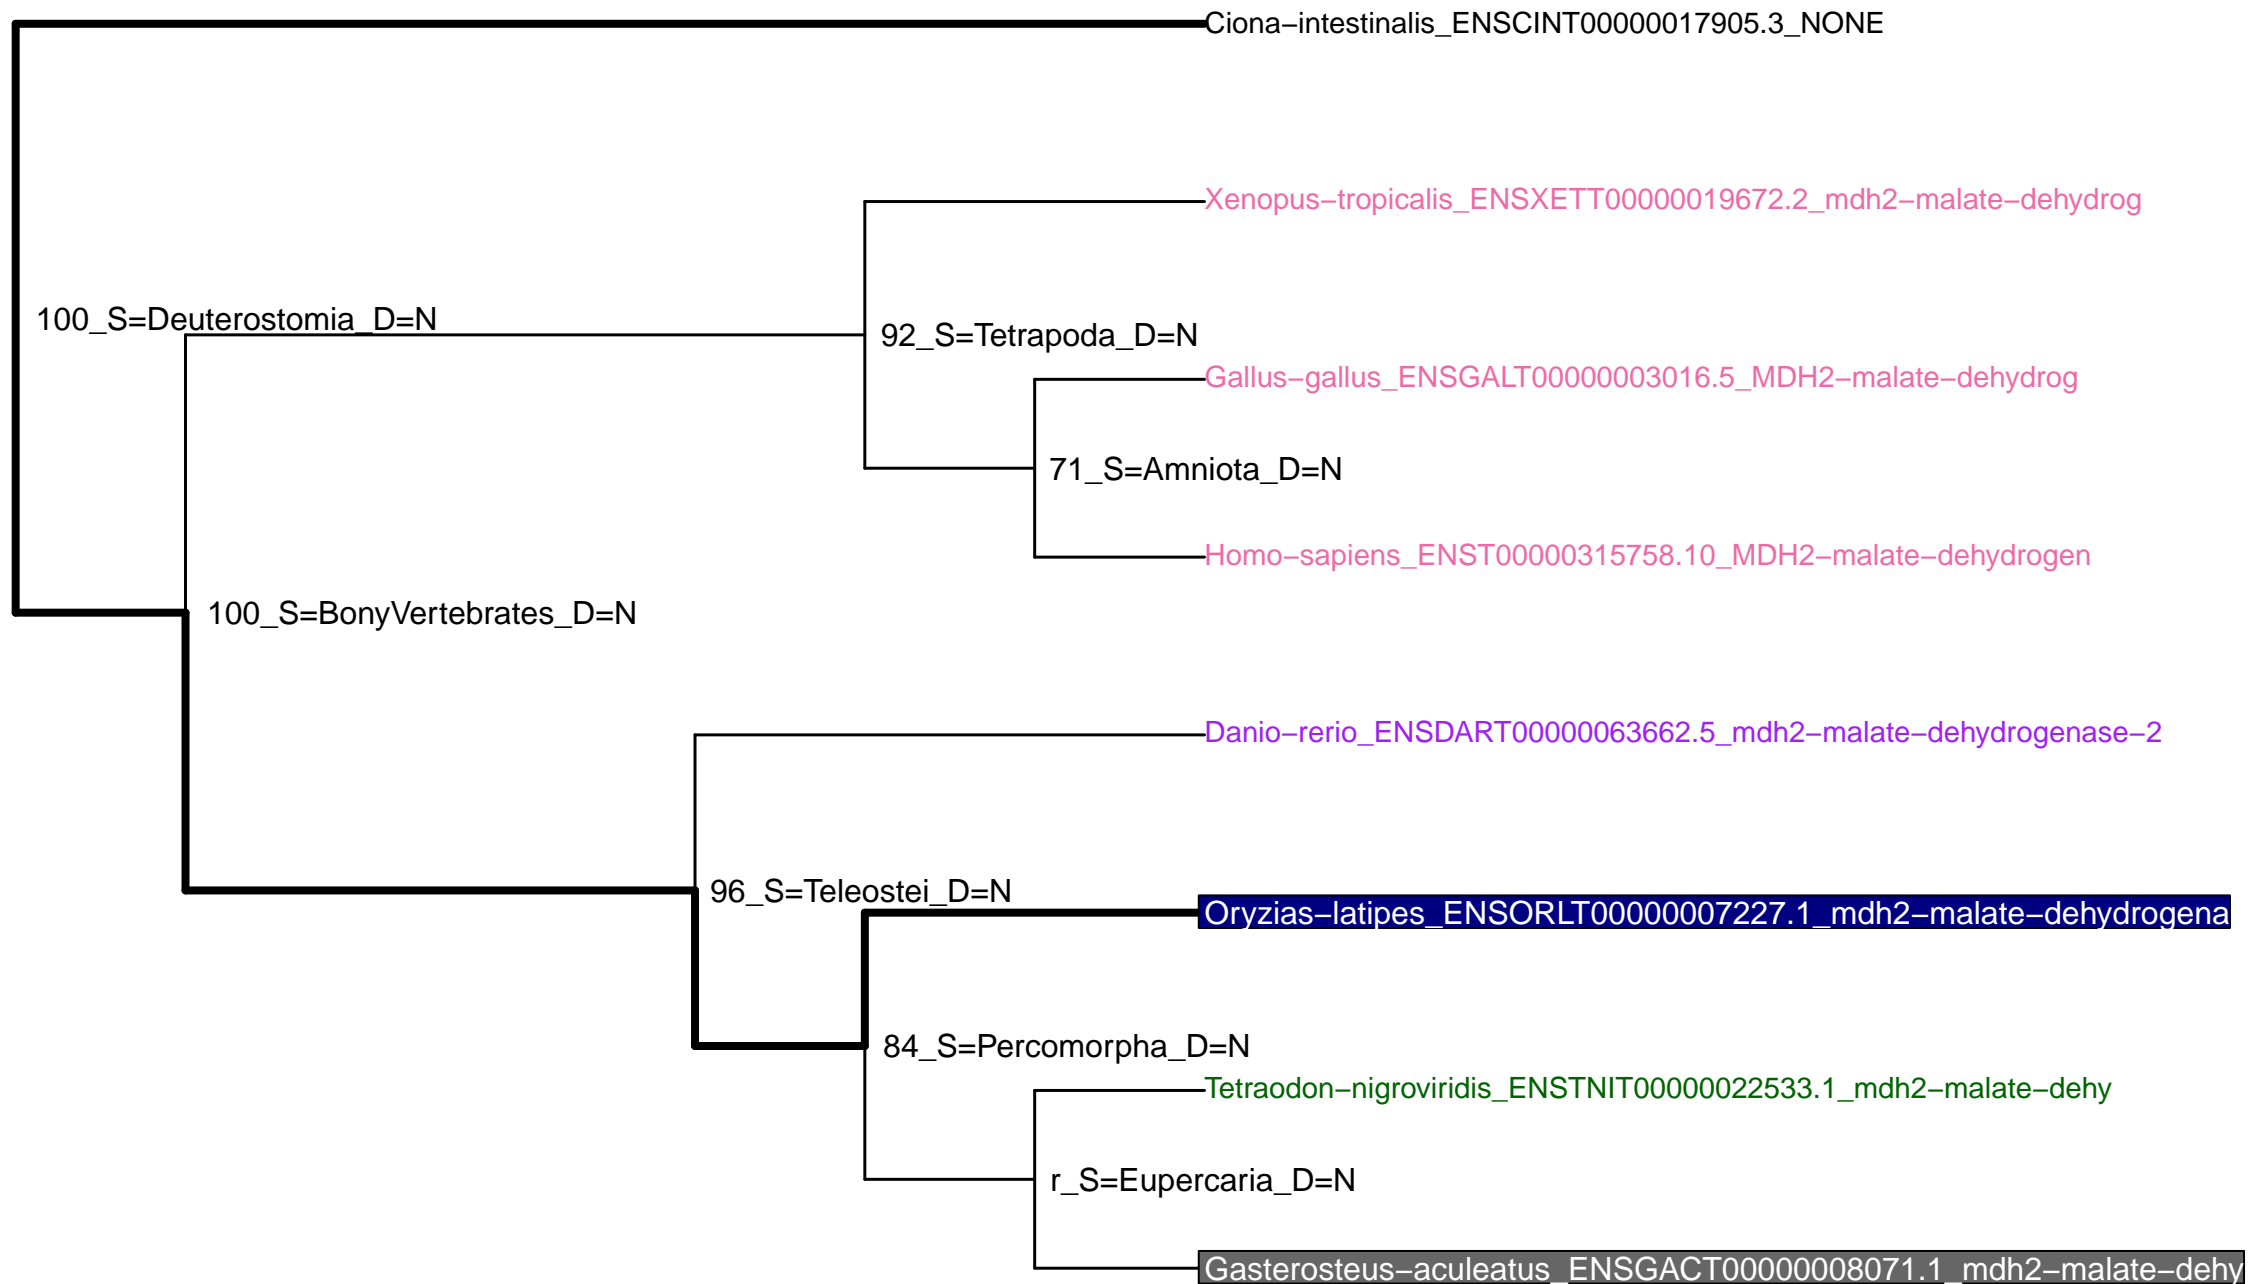 Ciona−intestinalis_ENSCINT00000017905.3_NONE
Xenopus−tropicalis_ENSXETT00000019672.2_mdh2−malate−dehydrog
100_S=Deuterostomia_D=N
92_S=Tetrapoda_D=N
Gallus−gallus_ENSGALT00000003016.5_MDH2−malate−dehydrog
71_S=Amniota_D=N
Homo−sapiens_ENST00000315758.10_MDH2−malate−dehydrogen
100_S=BonyVertebrates_D=N
Danio−rerio_ENSDART00000063662.5_mdh2−malate−dehydrogenase−2
96_S=Teleostei_D=N
Oryzias−latipes_ENSORLT00000007227.1_mdh2−malate−dehydrogena
84_S=Percomorpha_D=N
Tetraodon−nigroviridis_ENSTNIT00000022533.1_mdh2−malate−dehy
r_S=Eupercaria_D=N
Gasterosteus−aculeatus_ENSGACT00000008071.1_mdh2−malate−dehy